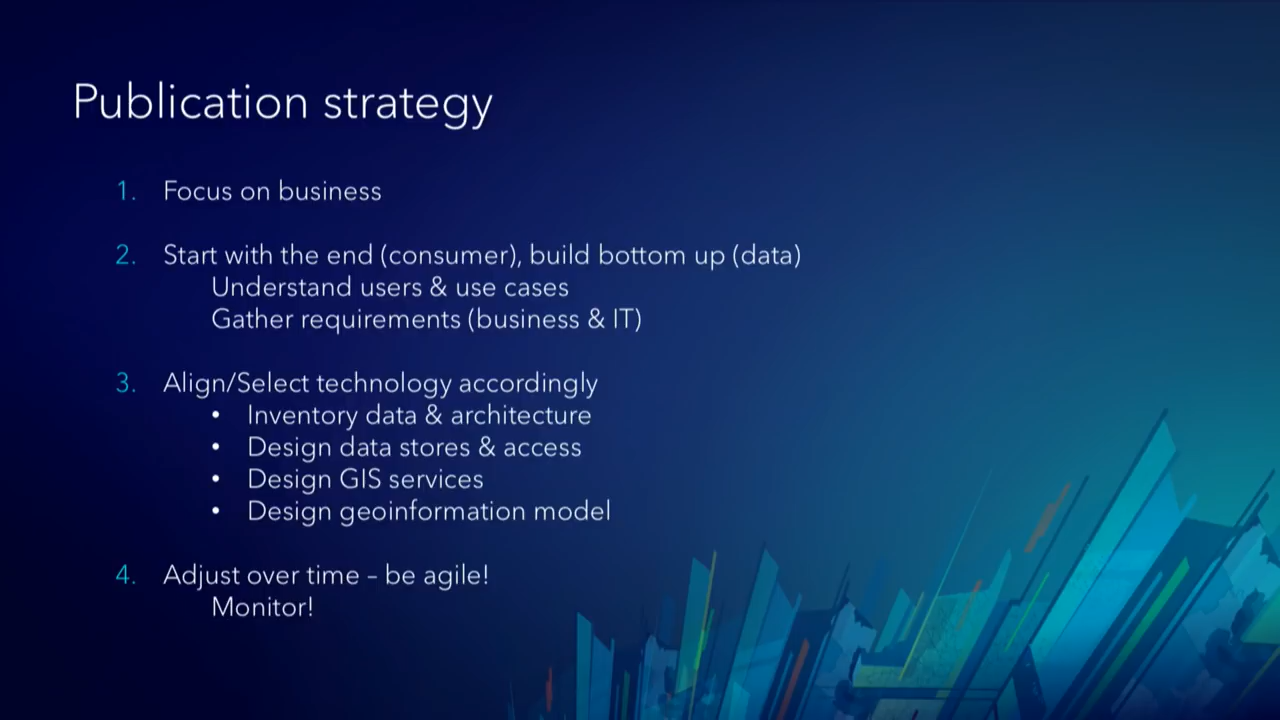 Publication strategy
1. Focus on business
2. Start with the end (consumer), build bottom up (data)
Understand users & use cases
Gather requirements (business & IT)
3. Align/Select technology accordingly
• Inventory data & architecture
• Design data stores & access
• Design GIS services
• Design geoinformation model
4. Adjust over time – be agile!
Monitor!